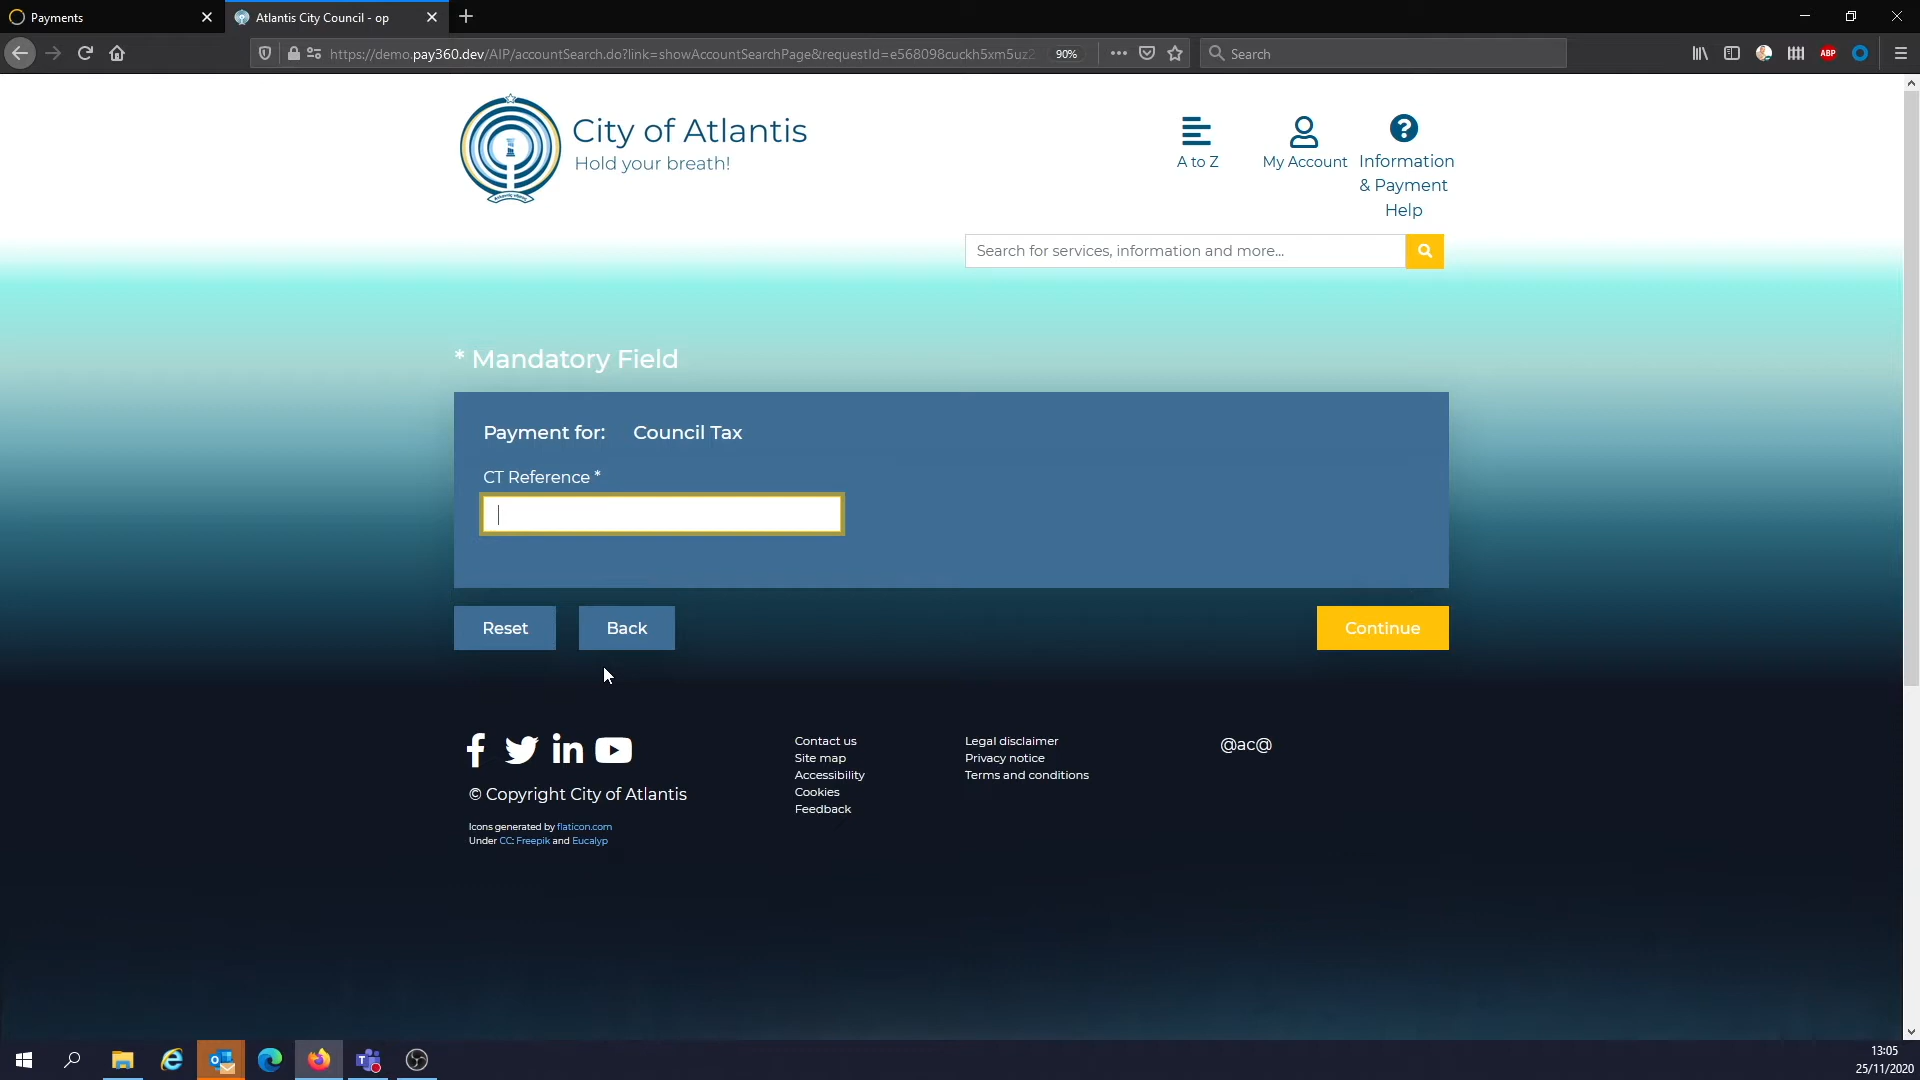 Payments
Atlantis City Council - op
https://demo.pay360.dev/AIP/accountSearch.do?link=showAccountSearchPage&requestId=e568098cuckh5xm5uz2
90%
Search
ABP
City of Atlantis
Hold your breath!
A to Z
My Account
Information
& Payment
Help
Search for services, information and more...
* Mandatory Field
Payment for: Council Tax
CT Reference *
Reset
Back
Continue
© Copyright City of Atlantis
Icons generated by flaticon.com
Under CC: Freepik and Eucalyp
Contact us
Site map
Accessibility
Cookies
Feedback
Legal disclaimer
Privacy notice
Terms and conditions
@ac@
13:05
25/11/2020